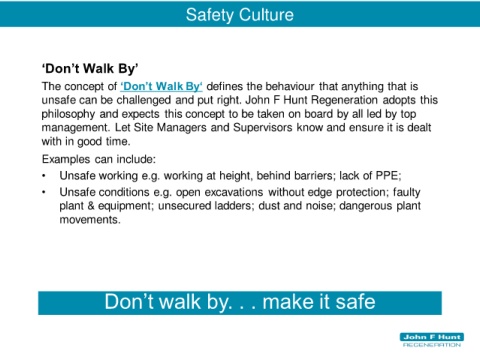 Safety Culture
‘Don’t Walk By’
The concept of ‘Don’t Walk By‘ defines the behaviour that anything that is
unsafe can be challenged and put right. John F Hunt Regeneration adopts this
philosophy and expects this concept to be taken on board by all led by top
management. Let Site Managers and Supervisors know and ensure it is dealt
with in good time.
Examples can include:
• Unsafe working e.g. working at height, behind barriers; lack of PPE;
• Unsafe conditions e.g. open excavations without edge protection; faulty
plant & equipment; unsecured ladders; dust and noise; dangerous plant
movements.
Don’t walk by. . . make it safe
John F Hunt
REGENERATION